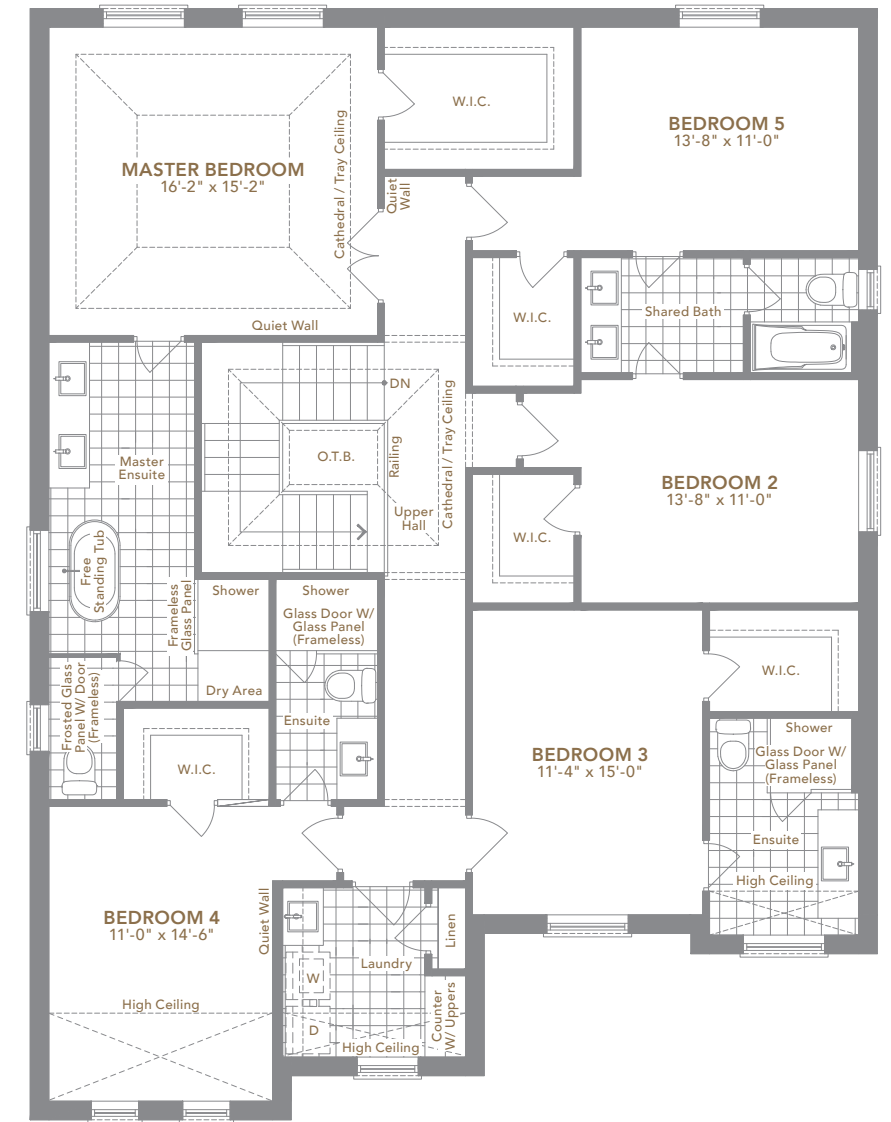 W.I.C.
BEDROOM 5
13'-8" x 11'-0"
MASTER BEDROOM
16'-2" x 15'-2"
Cathedral / Tray Ceiling
Quiet
Wall
Quiet Wall
W.I.C.
Shared Bath
DN
O.T.B.
Railing
Cathedral / Tray Ceiling
Upper
Hall
Master
Ensuite
BEDROOM 2
13'-8" x 11'-0"
W.I.C.
Free
Standing Tub
Frameless
Glass Panel
Shower
Dry Area
Shower
Glass Door W/
Glass Panel
(Frameless)
Ensuite
Frosted Glass
Panel W/ Door
(Frameless)
W.I.C.
W.I.C.
BEDROOM 3
11'-4" x 15'-0"
Shower
Glass Door W/
Glass Panel
(Frameless)
Ensuite
High Ceiling
BEDROOM 4
11'-0" x 14'-6"
Quiet Wall
High Ceiling
Laundry
Linen
W
D
Counter
W/ Uppers
High Ceiling